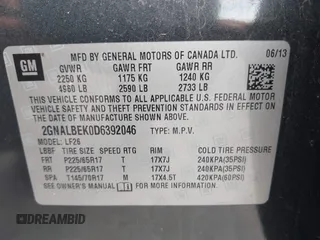 GM
MFD BY GENERAL MOTORS OF CANADA LTD. 06/13
GVWR GAWR FRT GAWR RR
2250 KG 1175 KG 1240 KG
4980 LB 2590 LB 2733 LB
THIS VEHICLE CONFORMS TO ALL APPLICABLE U.S. FEDERAL MOTOR
VEHICLE SAFETY AND THEFT PREVENTION STANDARDS IN EFFECT ON THE
DATE OF MANUFACTURE SHOWN ABOVE.
2GNALBEK0D6392046 TYPE: M.P.V.
MODEL: LF26
LBBF TIRE SIZE SPEED RTG RIM COLD TIRE PRESSURE
FRT P225/65R17 T 17X7J 240KPA(35PSI)
RR P225/65R17 T 17X7J 240KPA(35PSI)
SPA T145/70R17 M 17X4.5T 420KPA(60PSI)
SEE OWNER'S MANUAL FOR ADDITIONAL INFORMATION.
©DREAMBID